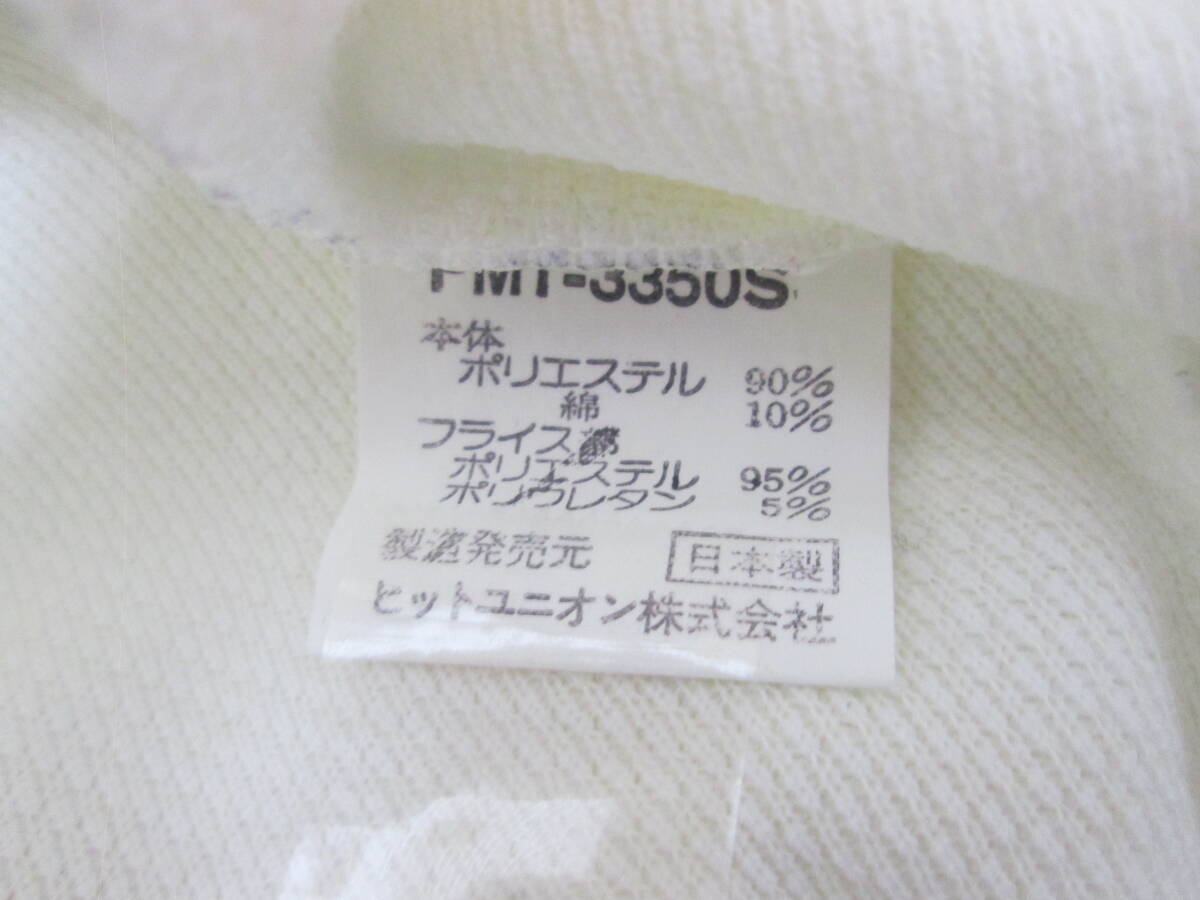 PMT-3350S
本体
ポリエステル 90%
綿 10%
フライス部
ポリエステル 95%
ポリウレタン 5%
製造発売元 日本製
ヒットユニオン株式会社